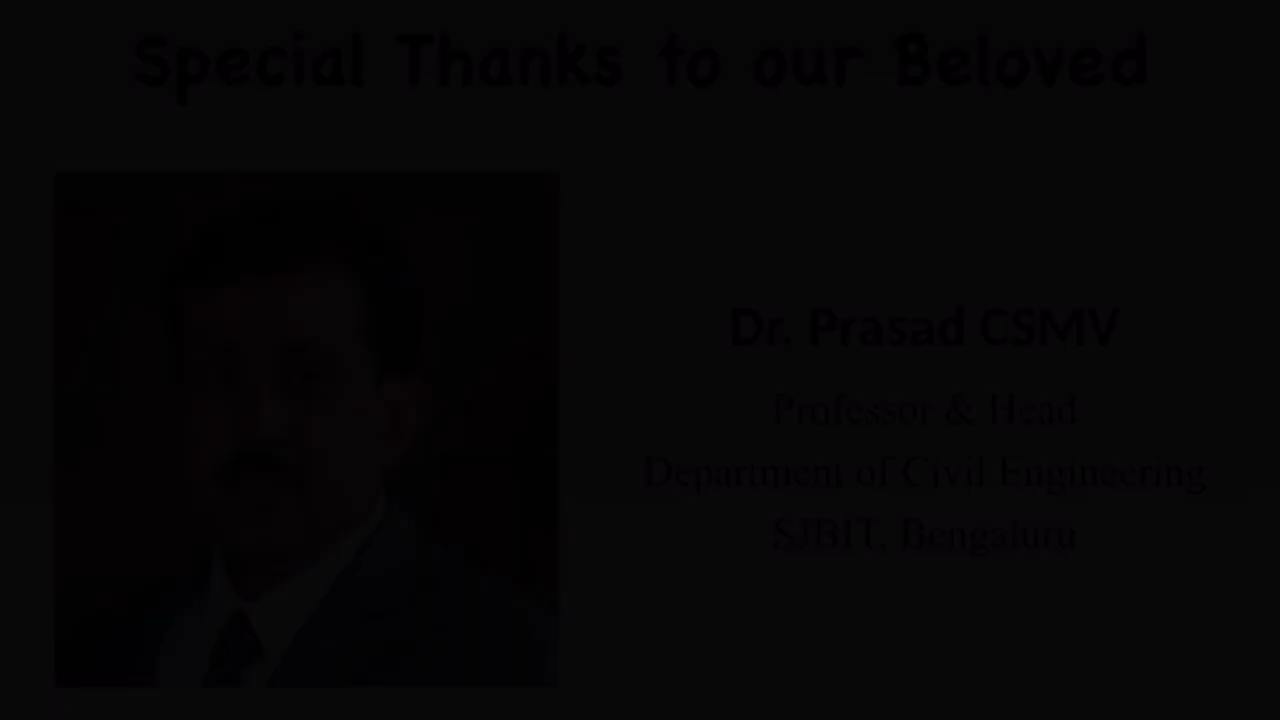 Special Thanks to our Beloved
Dr. Prasad CSMV
Professor & Head
Department of Civil Engineering
SJBIT, Bengaluru